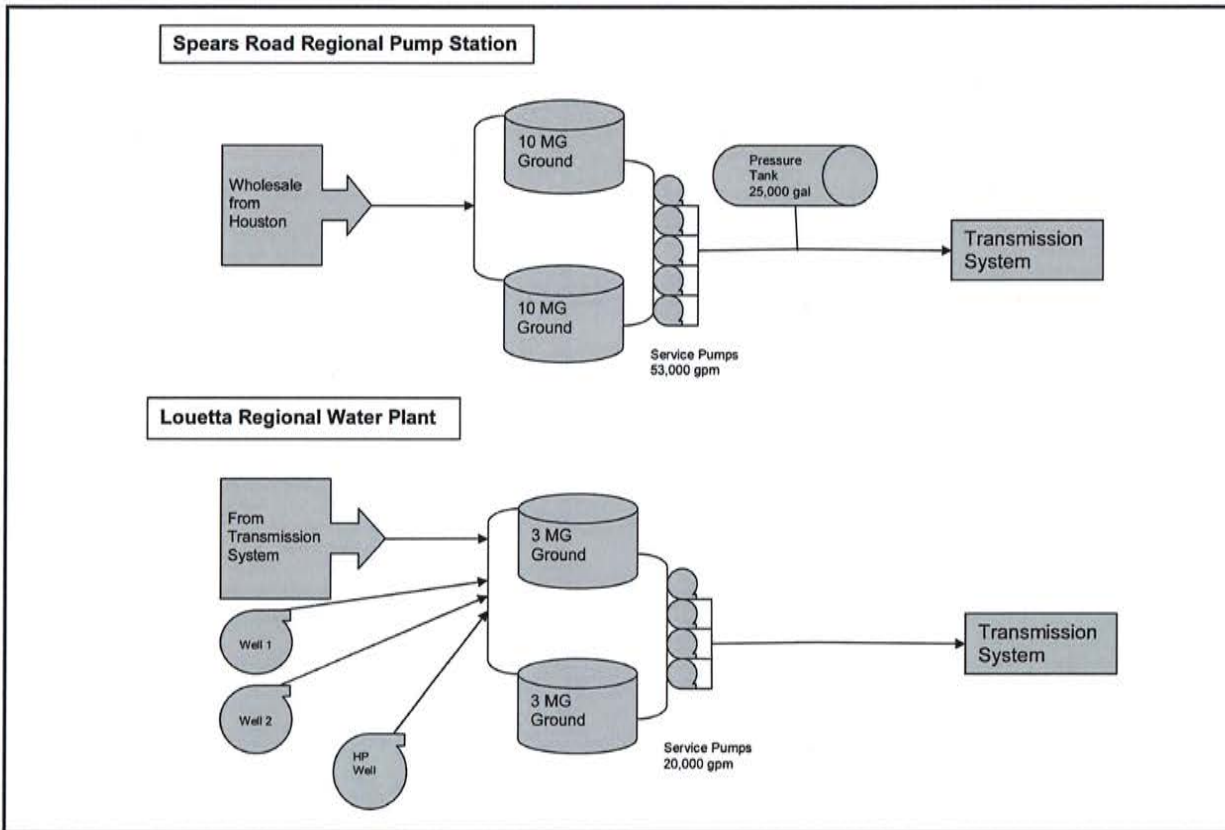 Spears Road Regional Pump Station
10 MG
Ground
Wholesale
from
Houston
Pressure
Tank
25,000 gal
Transmission
System
10 MG
Ground
Service Pumps
53,000 gpm
Louetta Regional Water Plant
From
Transmission
System
3 MG
Ground
Well 1
Well 2
HP
Well
Transmission
System
3 MG
Ground
Service Pumps
20,000 gpm